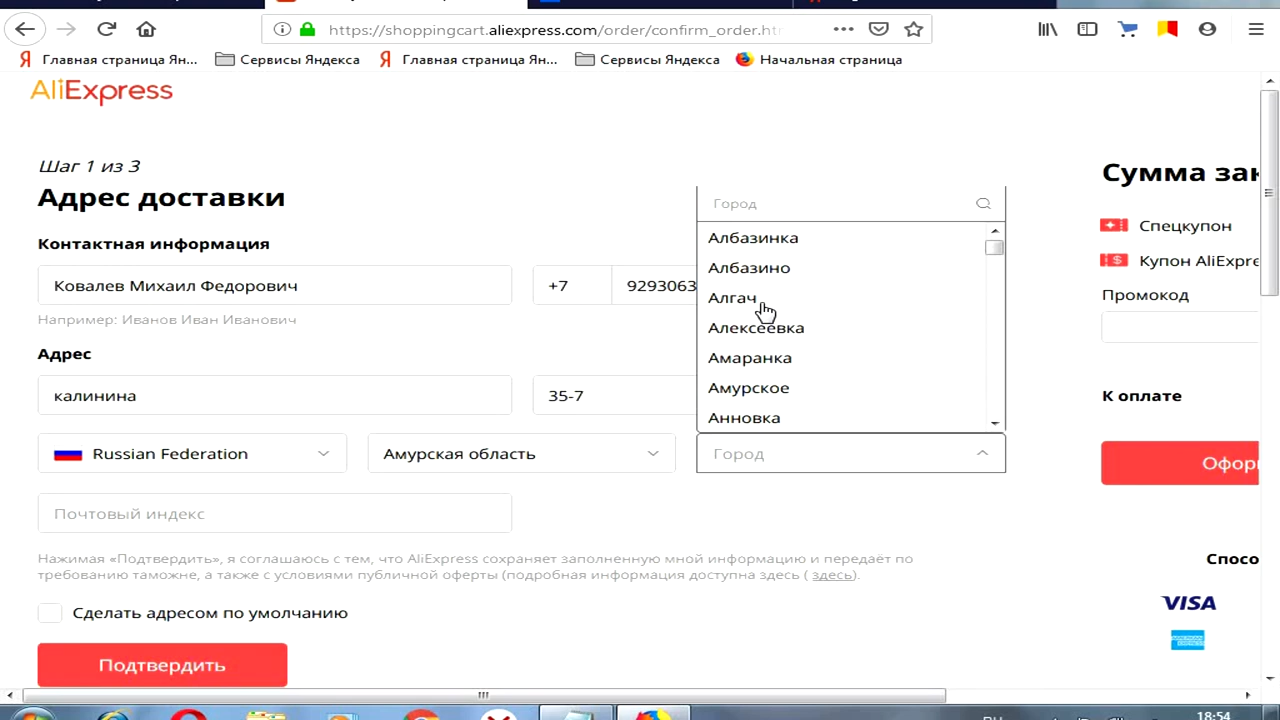 https://shoppingcart.aliexpress.com/order/confirm_order.ht
Главная страница Ян...
Сервисы Яндекса
Главная страница Ян...
Сервисы Яндекса
Начальная страница
AliExpress
Шаг 1 из 3
Адрес доставки
Контактная информация
Ковалев Михаил Федорович
+7
9293063
Например: Иванов Иван Иванович
Адрес
калинина
35-7
Город
Албазинка
Албазино
Алгач
Алексеевка
Амаранка
Амурское
Анновка
Russian Federation
Амурская область
Город
Почтовый индекс
Нажимая «Подтвердить», я соглашаюсь с тем, что AliExpress сохраняет заполненную мной информацию и передаёт по
требованию таможне, а также с условиями публичной оферты (подробная информация доступна здесь ( здесь).
Сделать адресом по умолчанию
Подтвердить
Сумма зак
Спецкупон
Купон AliExpre
Промокод
К оплате
Оформ
Спосо
VISA
18:54